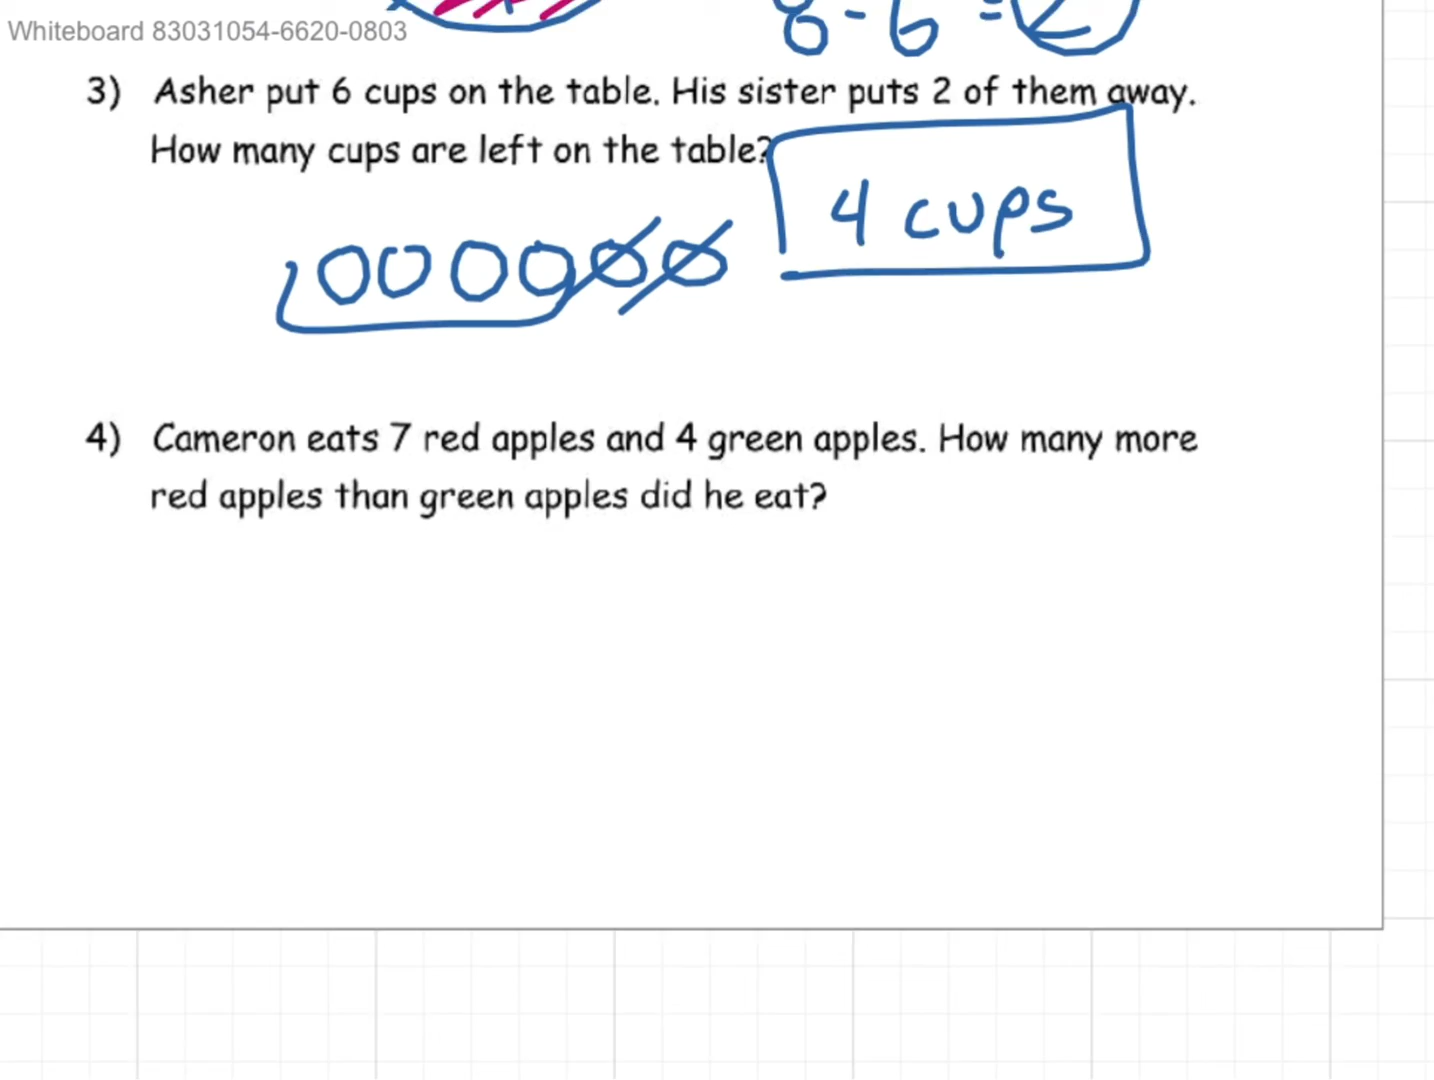 Whiteboard 83031054-6620-0803
8 - 6 = 2
3) Asher put 6 cups on the table. His sister puts 2 of them away.
How many cups are left on the table?
4 cups
4) Cameron eats 7 red apples and 4 green apples. How many more
red apples than green apples did he eat?